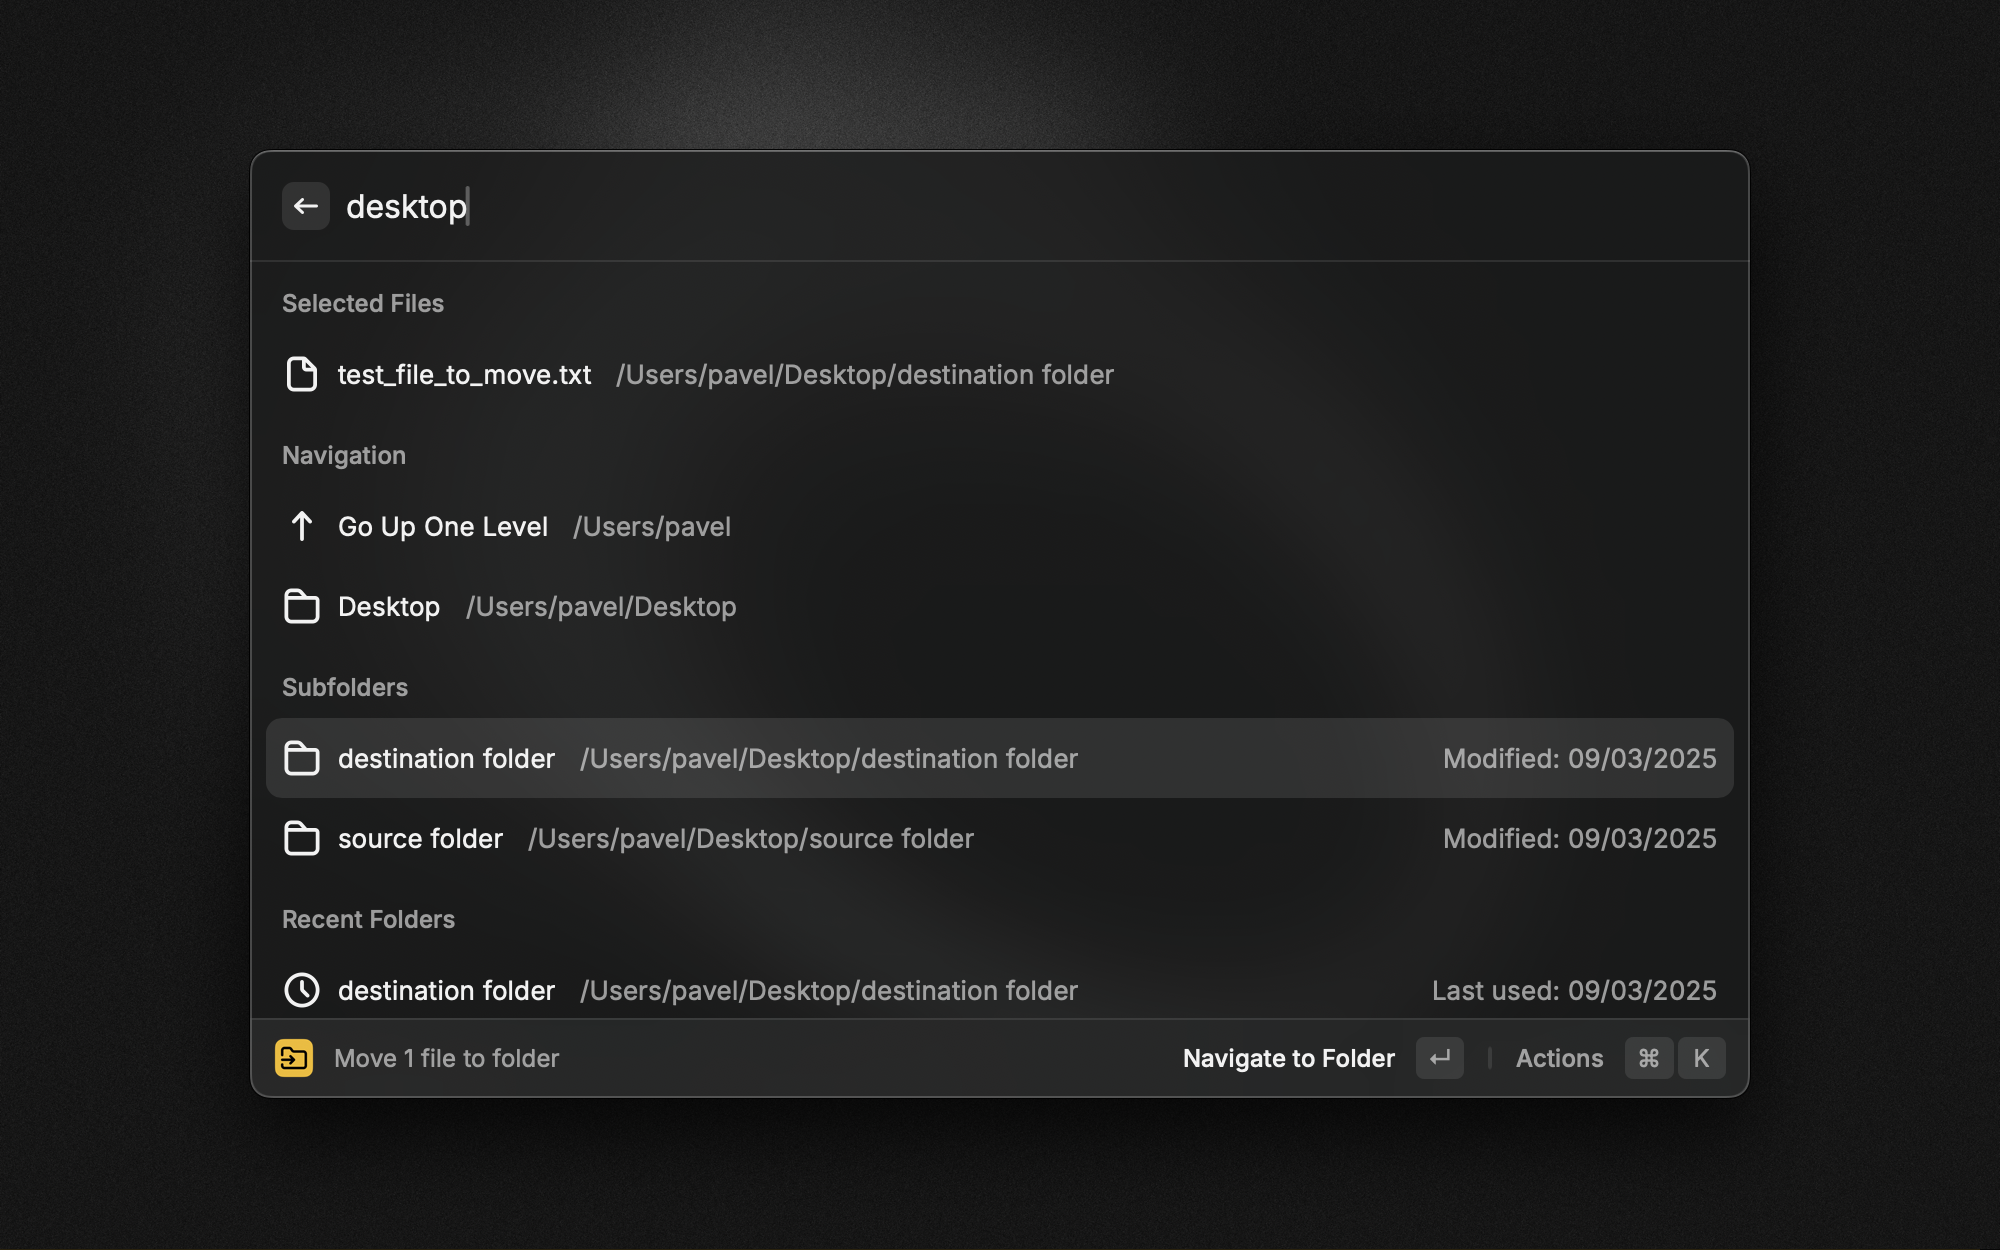 desktop
Selected Files
test_file_to_move.txt /Users/pavel/Desktop/destination folder
Navigation
Go Up One Level /Users/pavel
Desktop /Users/pavel/Desktop
Subfolders
destination folder /Users/pavel/Desktop/destination folder Modified: 09/03/2025
source folder /Users/pavel/Desktop/source folder Modified: 09/03/2025
Recent Folders
destination folder /Users/pavel/Desktop/destination folder Last used: 09/03/2025
Move 1 file to folder Navigate to Folder ↵ Actions ⌘ K